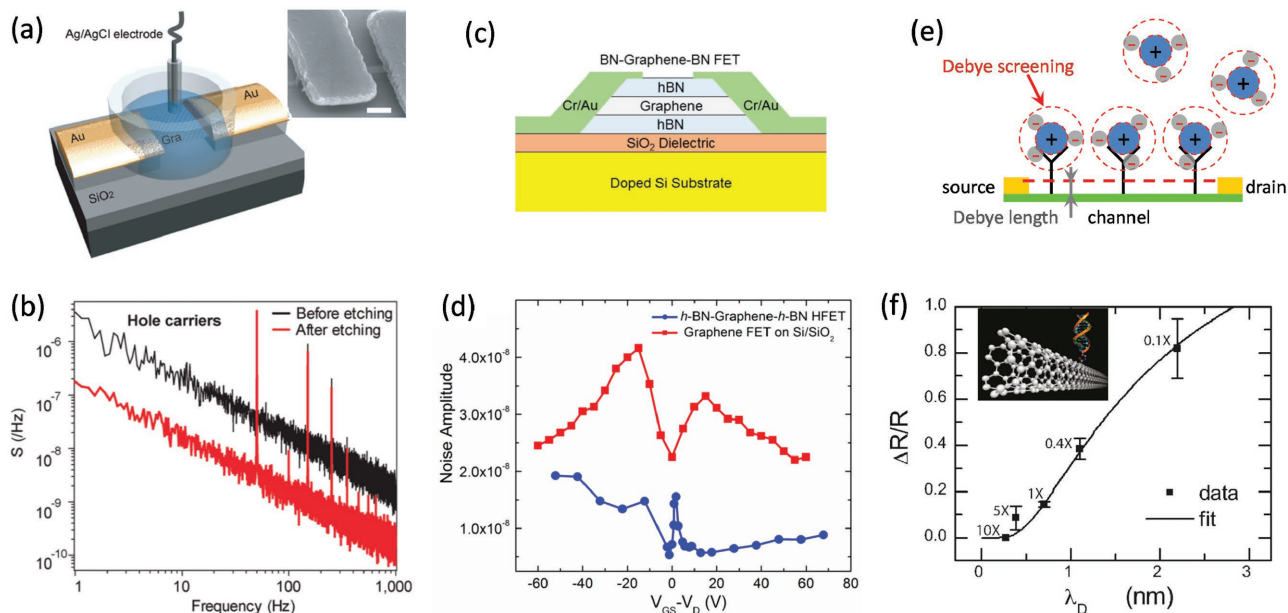 (a)
Ag/AgCl electrode
Au
Au
Gra
SiO₂
(b)
Hole carriers
Before etching
After etching
S (/Hz)
10⁻⁶
10⁻⁷
10⁻⁸
10⁻⁹
10⁻¹⁰
1 10 100 1,000
Frequency (Hz)
(c)
BN-Graphene-BN FET
hBN
Cr/Au Graphene Cr/Au
hBN
SiO₂ Dielectric
Doped Si Substrate
(d)
h-BN-Graphene-h-BN HFET
Graphene FET on Si/SiO₂
Noise Amplitude
4.0x10⁻⁸
3.0x10⁻⁸
2.0x10⁻⁸
1.0x10⁻⁸
-60 -40 -20 0 20 40 60 80
V_GS-V_D (V)
(e)
Debye screening
+ - - -
+ - - -
+ - - -
+ - - -
+ - - -
source drain
Debye length channel
(f)
1.0
0.8
0.6
0.4
0.2
0.0
ΔR/R
0.1X
0.4X
1X
5X
10X
data
fit
0 1 2 3
λ_D (nm)